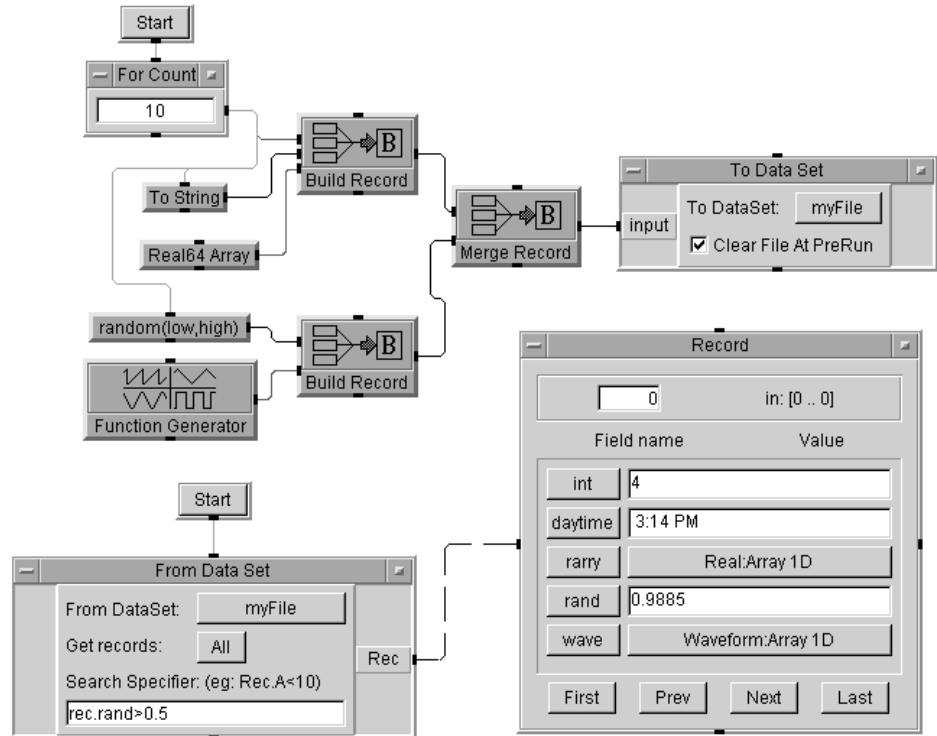 Start
For Count
10
B
Build Record
To String
Real64 Array
B
Merge Record
To Data Set
input
To DataSet: myFile
Clear File At PreRun
random(low,high)
B
Build Record
Function Generator
Record
0 in: [0 .. 0]
Field name Value
int 4
daytime 3:14 PM
rarry Real:Array 1D
rand 0.9885
wave Waveform:Array 1D
First Prev Next Last
Start
From Data Set
From DataSet: myFile
Get records: All
Rec
Search Specifier: (eg: Rec.A<10)
rec.rand>0.5